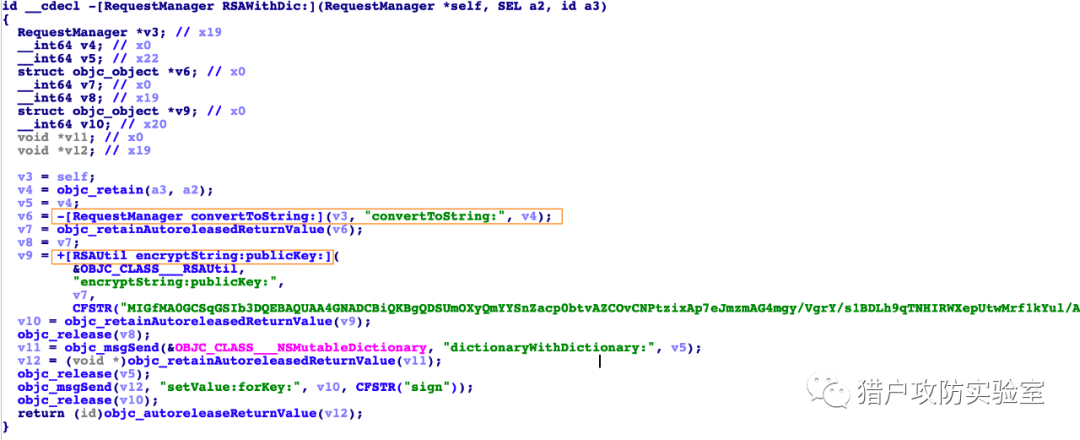 id __cdecl -[RequestManager RSAWithDic:](RequestManager *self, SEL a2, id a3)
{
RequestManager *v3; // x19
__int64 v4; // x0
__int64 v5; // x22
struct objc_object *v6; // x0
__int64 v7; // x0
__int64 v8; // x19
struct objc_object *v9; // x0
__int64 v10; // x20
void *v11; // x0
void *v12; // x19
v3 = self;
v4 = objc_retain(a3, a2);
v5 = v4;
v6 = -[RequestManager convertToString:](v3, "convertToString:", v4);
v7 = objc_retainAutoreleasedReturnValue(v6);
v8 = v7;
v9 = +[RSAUtil encryptString:publicKey:](
&OBJC_CLASS___RSAUtil,
"encryptString:publicKey:",
v7,
CFSTR("MIGfMA0GCSqGSIb3DQEBAQUAA4GNADCBiQKBgQDSUmOXyQmYYSnZacp0btvAZCOvCNPtzixAp7eJmzmAG4mgy/VgrY/s1BDLh9qTNHIRWXepUtwMrf1kYul/A
v10 = objc_retainAutoreleasedReturnValue(v9);
objc_release(v8);
v11 = objc_msgSend(&OBJC_CLASS___NSMutableDictionary, "dictionaryWithDictionary:", v5);
v12 = (void *)objc_retainAutoreleasedReturnValue(v11);
objc_release(v5);
objc_msgSend(v12, "setValue:forKey:", v10, CFSTR("sign"));
objc_release(v10);
return (id)objc_autoreleaseReturnValue(v12);
}
猎户攻防实验室